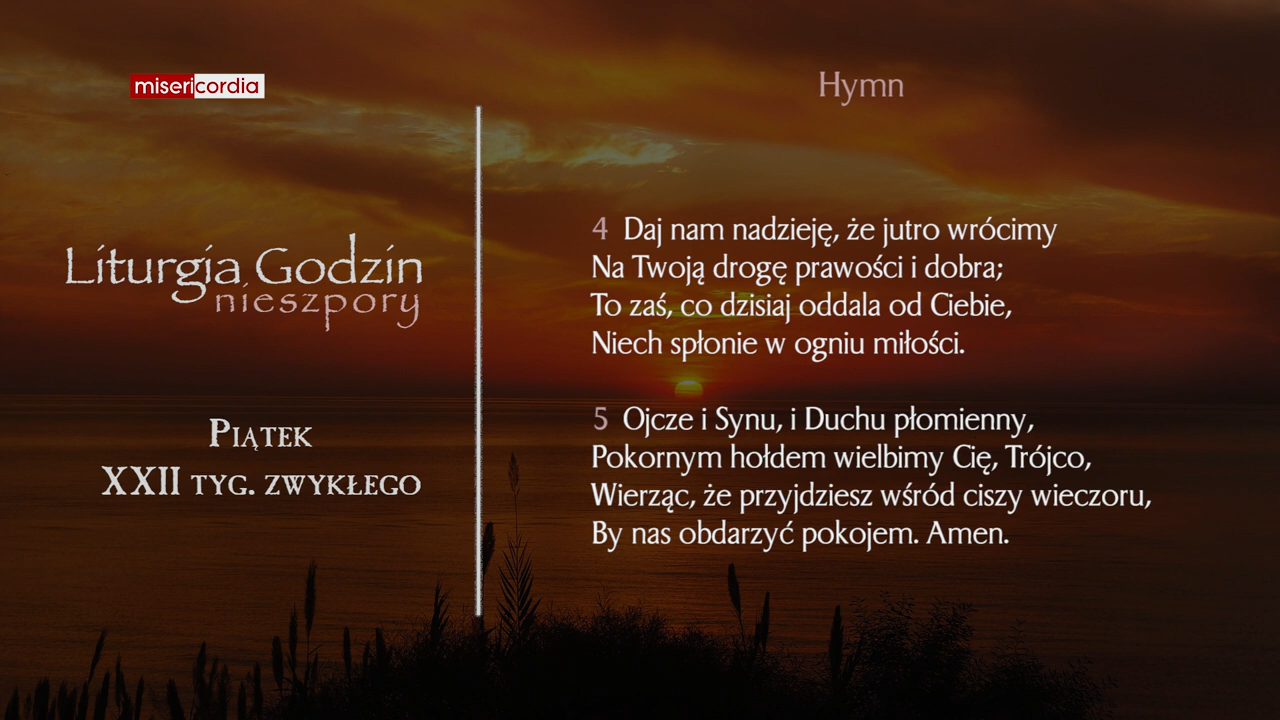 misericordia
Liturgia Godzin
nieszpory
Piątek
XXII tyg. zwykłego
Hymn
4 Daj nam nadzieję, że jutro wrócimy
Na Twoją drogę prawości i dobra;
To zaś, co dzisiaj oddala od Ciebie,
Niech spłonie w ogniu miłości.
5 Ojcze i Synu, i Duchu płomienny,
Pokornym hołdem wielbimy Cię, Trójco,
Wierząc, że przyjdziesz wśród ciszy wieczoru,
By nas obdarzyć pokojem. Amen.